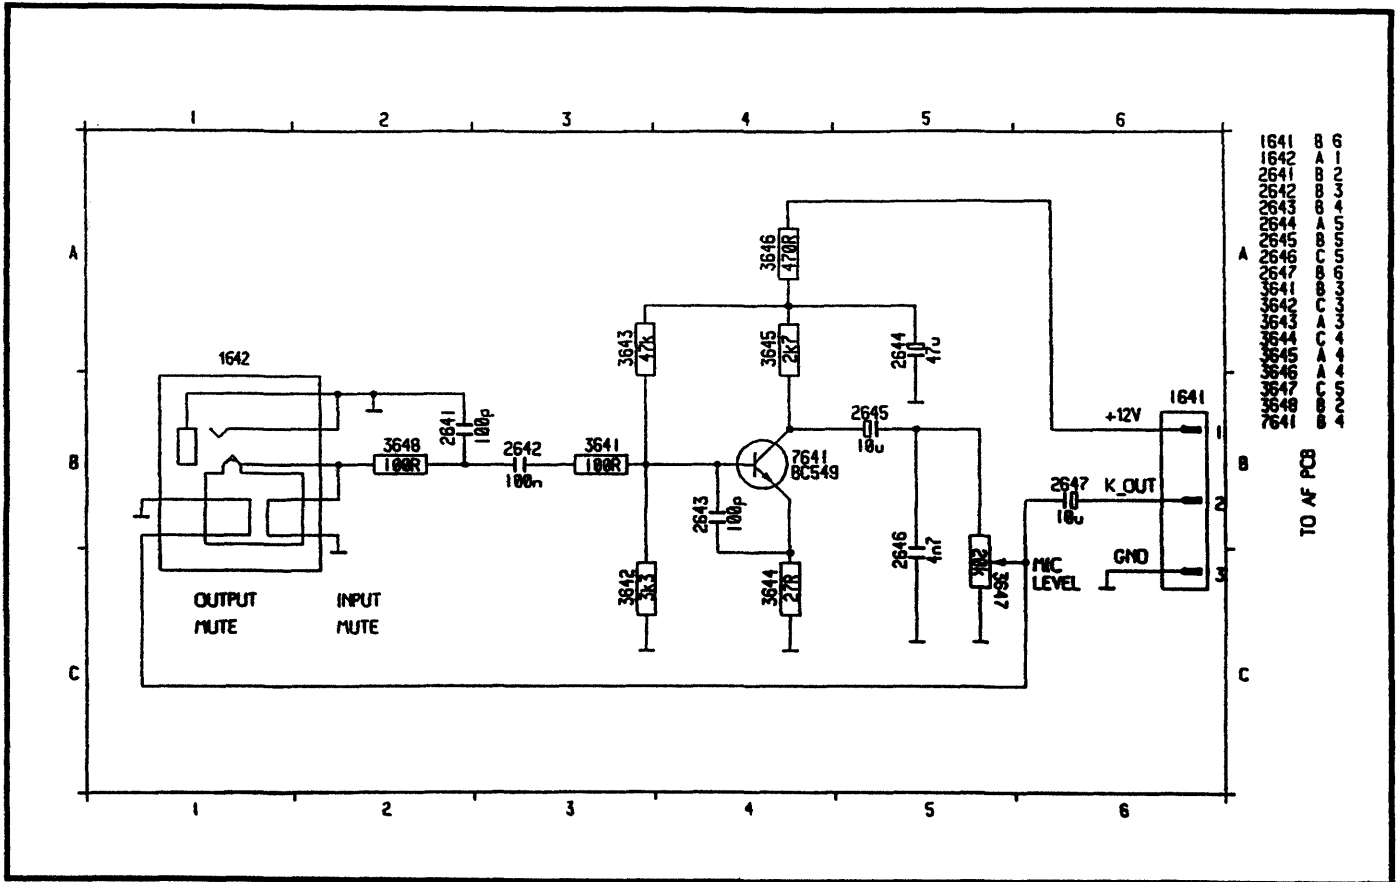 1 2 3 4 5 6
1641 B 6
1642 A 1
2641 B 2
2642 B 3
2643 B 4
2644 A 5
2645 B 5
2646 C 5
2647 B 6
3641 B 3
3642 C 3
3643 A 3
3644 C 4
3645 A 4
3646 A 4
3647 C 5
3648 B 2
7641 B 4
A
A
3646
470R
3643
47k
3645
2k7
2644
47u
1642
1641
2641
100p
+12V
1
2645
10u
3648
100R
2642
100n
3641
100R
7641
BC549
B
B
TO AF PCB
2643
100p
2647
10u
K_OUT
2
2646
4n7
20k
3647
MIC
LEVEL
GND
3
3642
3k3
3644
27R
OUTPUT
MUTE
INPUT
MUTE
C
C
1 2 3 4 5 6